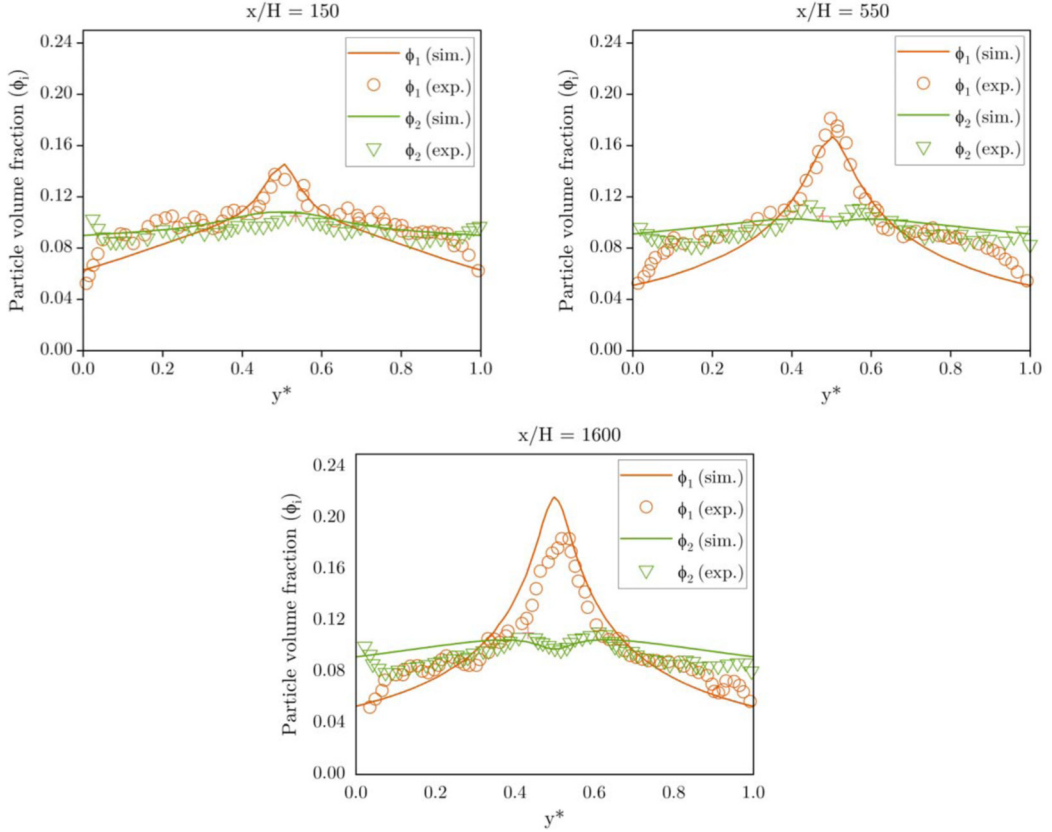 x/H = 150
Particle volume fraction (ϕᵢ)
0.24
0.20
0.16
0.12
0.08
0.04
0.00
ϕ₁ (sim.)
ϕ₁ (exp.)
ϕ₂ (sim.)
ϕ₂ (exp.)
0.0 0.2 0.4 0.6 0.8 1.0
y*
x/H = 550
Particle volume fraction (ϕᵢ)
0.24
0.20
0.16
0.12
0.08
0.04
0.00
ϕ₁ (sim.)
ϕ₁ (exp.)
ϕ₂ (sim.)
ϕ₂ (exp.)
0.0 0.2 0.4 0.6 0.8 1.0
y*
x/H = 1600
Particle volume fraction (ϕᵢ)
0.24
0.20
0.16
0.12
0.08
0.04
0.00
ϕ₁ (sim.)
ϕ₁ (exp.)
ϕ₂ (sim.)
ϕ₂ (exp.)
0.0 0.2 0.4 0.6 0.8 1.0
y*